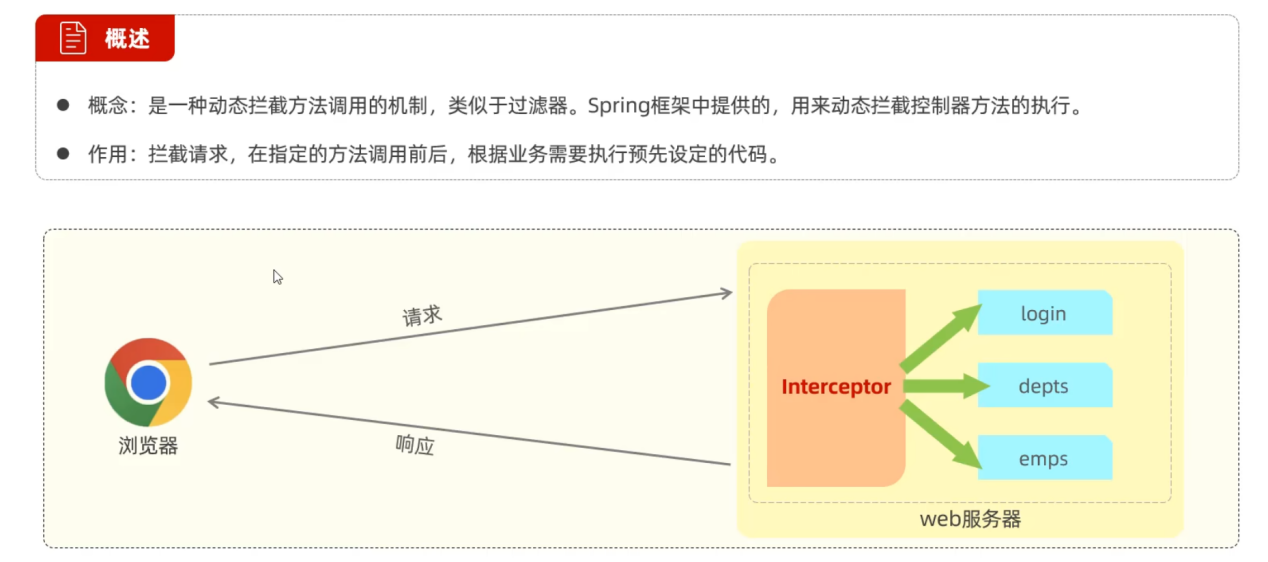 概述
概念：是一种动态拦截方法调用的机制，类似于过滤器。Spring框架中提供的，用来动态拦截控制器方法的执行。
作用：拦截请求，在指定的方法调用前后，根据业务需要执行预先设定的代码。
请求
login
Interceptor
depts
浏览器
响应
emps
web服务器